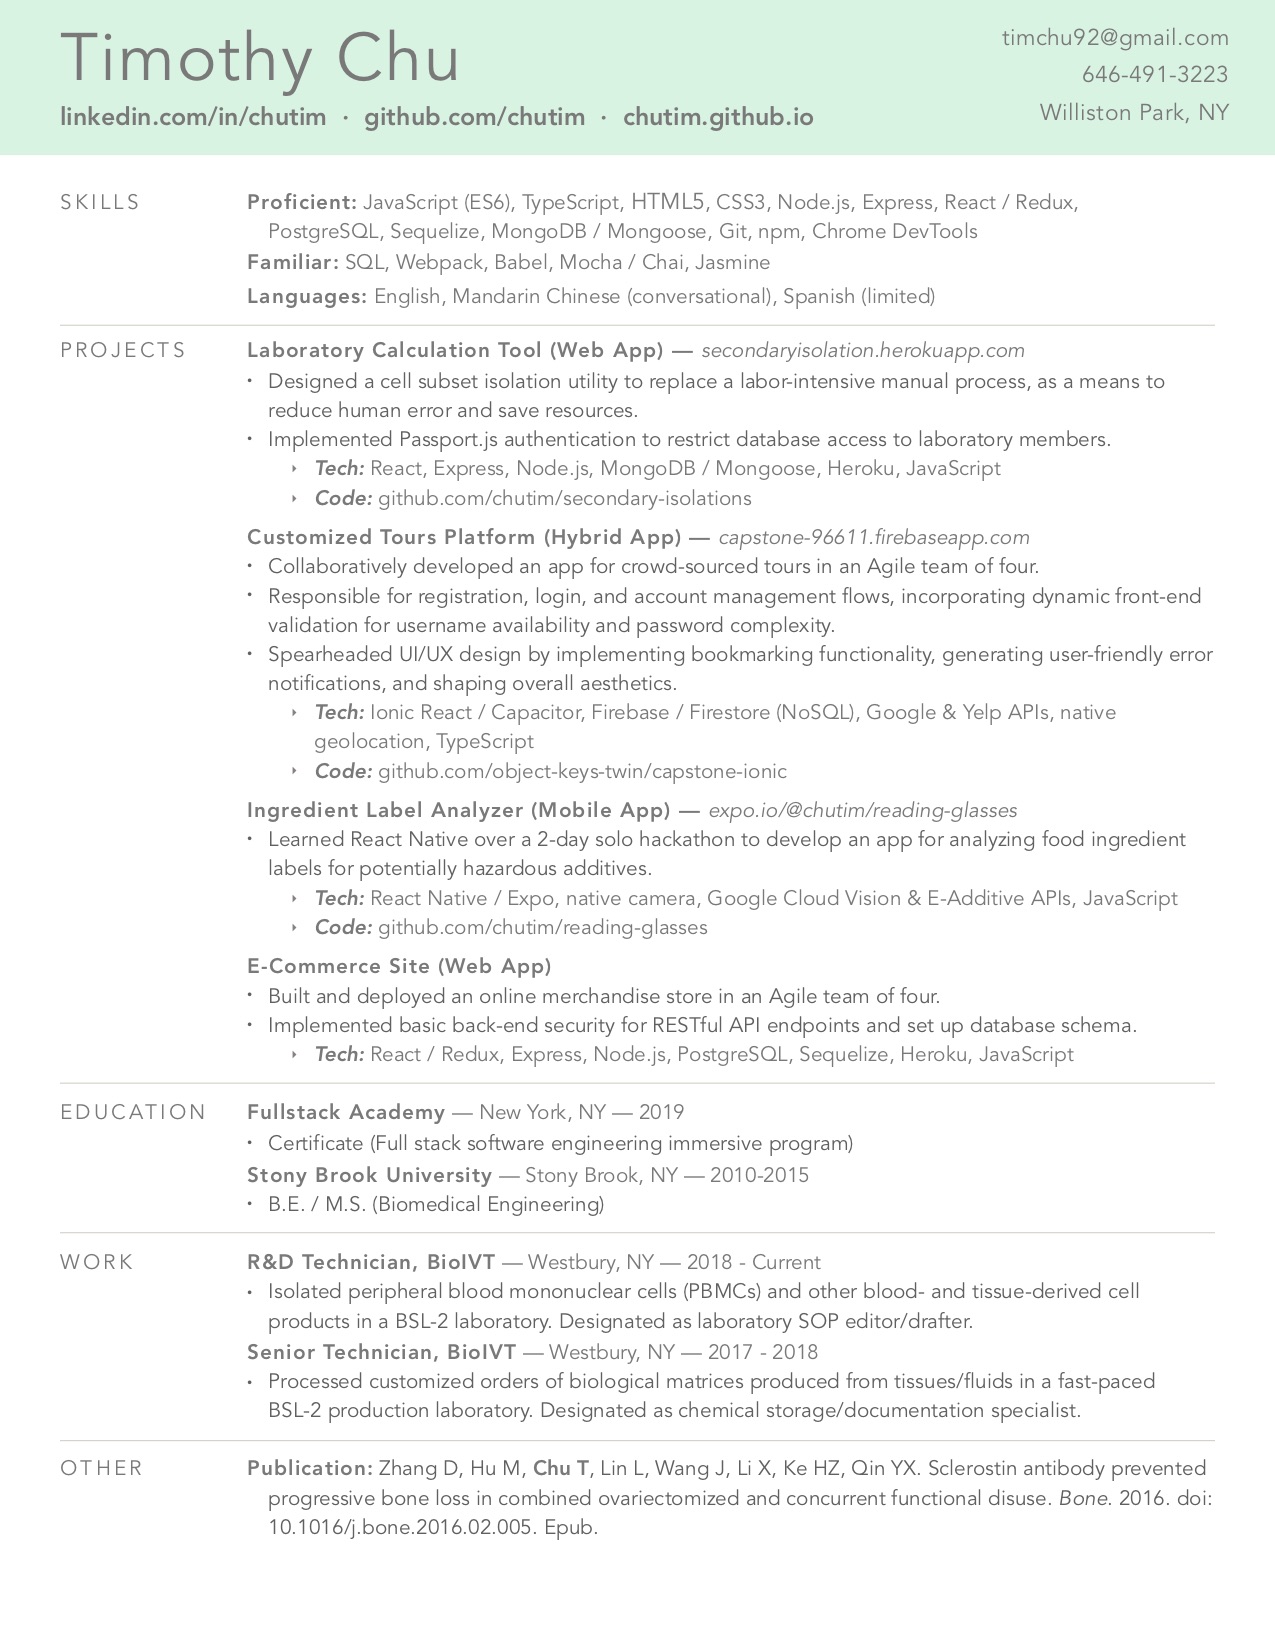 Timothy Chu
linkedin.com/in/chutim · github.com/chutim · chutim.github.io
timchu92@gmail.com
646-491-3223
Williston Park, NY
SKILLS
Proficient: JavaScript (ES6), TypeScript, HTML5, CSS3, Node.js, Express, React / Redux,
PostgreSQL, Sequelize, MongoDB / Mongoose, Git, npm, Chrome DevTools
Familiar: SQL, Webpack, Babel, Mocha / Chai, Jasmine
Languages: English, Mandarin Chinese (conversational), Spanish (limited)
PROJECTS
Laboratory Calculation Tool (Web App) — secondaryisolation.herokuapp.com
• Designed a cell subset isolation utility to replace a labor-intensive manual process, as a means to
reduce human error and save resources.
• Implemented Passport.js authentication to restrict database access to laboratory members.
‣ Tech: React, Express, Node.js, MongoDB / Mongoose, Heroku, JavaScript
‣ Code: github.com/chutim/secondary-isolations
Customized Tours Platform (Hybrid App) — capstone-96611.firebaseapp.com
• Collaboratively developed an app for crowd-sourced tours in an Agile team of four.
• Responsible for registration, login, and account management flows, incorporating dynamic front-end
validation for username availability and password complexity.
• Spearheaded UI/UX design by implementing bookmarking functionality, generating user-friendly error
notifications, and shaping overall aesthetics.
‣ Tech: Ionic React / Capacitor, Firebase / Firestore (NoSQL), Google & Yelp APIs, native
geolocation, TypeScript
‣ Code: github.com/object-keys-twin/capstone-ionic
Ingredient Label Analyzer (Mobile App) — expo.io/@chutim/reading-glasses
• Learned React Native over a 2-day solo hackathon to develop an app for analyzing food ingredient
labels for potentially hazardous additives.
‣ Tech: React Native / Expo, native camera, Google Cloud Vision & E-Additive APIs, JavaScript
‣ Code: github.com/chutim/reading-glasses
E-Commerce Site (Web App)
• Built and deployed an online merchandise store in an Agile team of four.
• Implemented basic back-end security for RESTful API endpoints and set up database schema.
‣ Tech: React / Redux, Express, Node.js, PostgreSQL, Sequelize, Heroku, JavaScript
EDUCATION
Fullstack Academy — New York, NY — 2019
• Certificate (Full stack software engineering immersive program)
Stony Brook University — Stony Brook, NY — 2010-2015
• B.E. / M.S. (Biomedical Engineering)
WORK
R&D Technician, BioIVT — Westbury, NY — 2018 - Current
• Isolated peripheral blood mononuclear cells (PBMCs) and other blood- and tissue-derived cell
products in a BSL-2 laboratory. Designated as laboratory SOP editor/drafter.
Senior Technician, BioIVT — Westbury, NY — 2017 - 2018
• Processed customized orders of biological matrices produced from tissues/fluids in a fast-paced
BSL-2 production laboratory. Designated as chemical storage/documentation specialist.
OTHER
Publication: Zhang D, Hu M, Chu T, Lin L, Wang J, Li X, Ke HZ, Qin YX. Sclerostin antibody prevented
progressive bone loss in combined ovariectomized and concurrent functional disuse. Bone. 2016. doi:
10.1016/j.bone.2016.02.005. Epub.